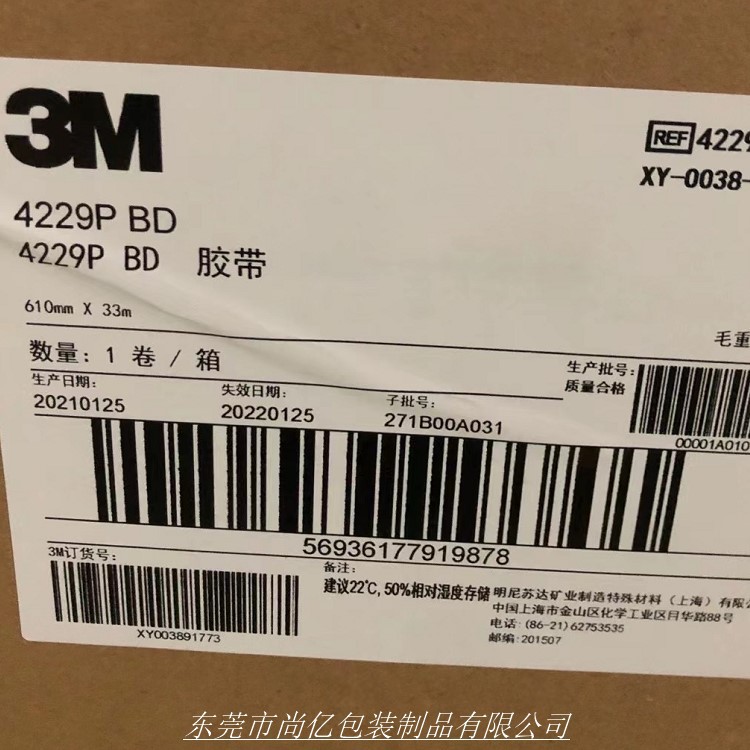 3M
REF 4229
XY-0038-
4229P BD
4229P BD 胶带
610mm X 33m
毛重
数量: 1 卷 / 箱
生产批号:
质量合格
生产日期:
失效日期:
子批号:
20210125
20220125
271B00A031
00001A010
56936177919878
3M订货号:
XY003891773
备注:
建议22℃, 50%相对湿度存储
明尼苏达矿业制造特殊材料（上海）有限公
中国上海市金山区化学工业区目华路88号
电话: (86-21)62753535
邮编: 201507
东莞市尚亿包装制品有限公司